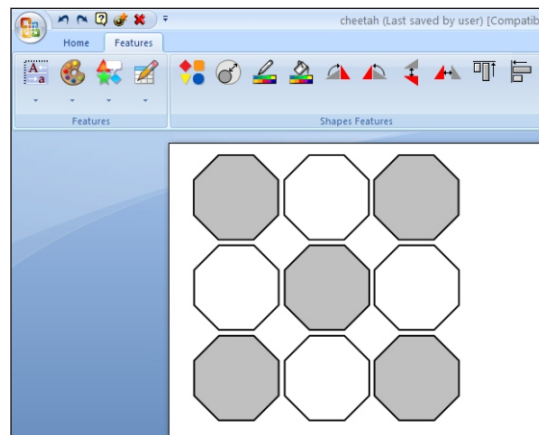 cheetah (Last saved by user) [Compatib
Home Features
A a
Features Shapes Features